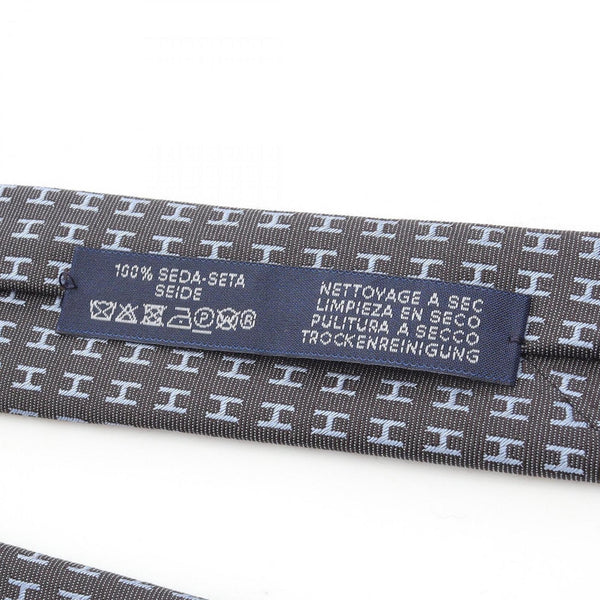 100% SEDA-SETA
SEIDE
NETTOYAGE A SEC
LIMPIEZA EN SECO
PULITURA A SECCO
TROCKENREINIGUNG